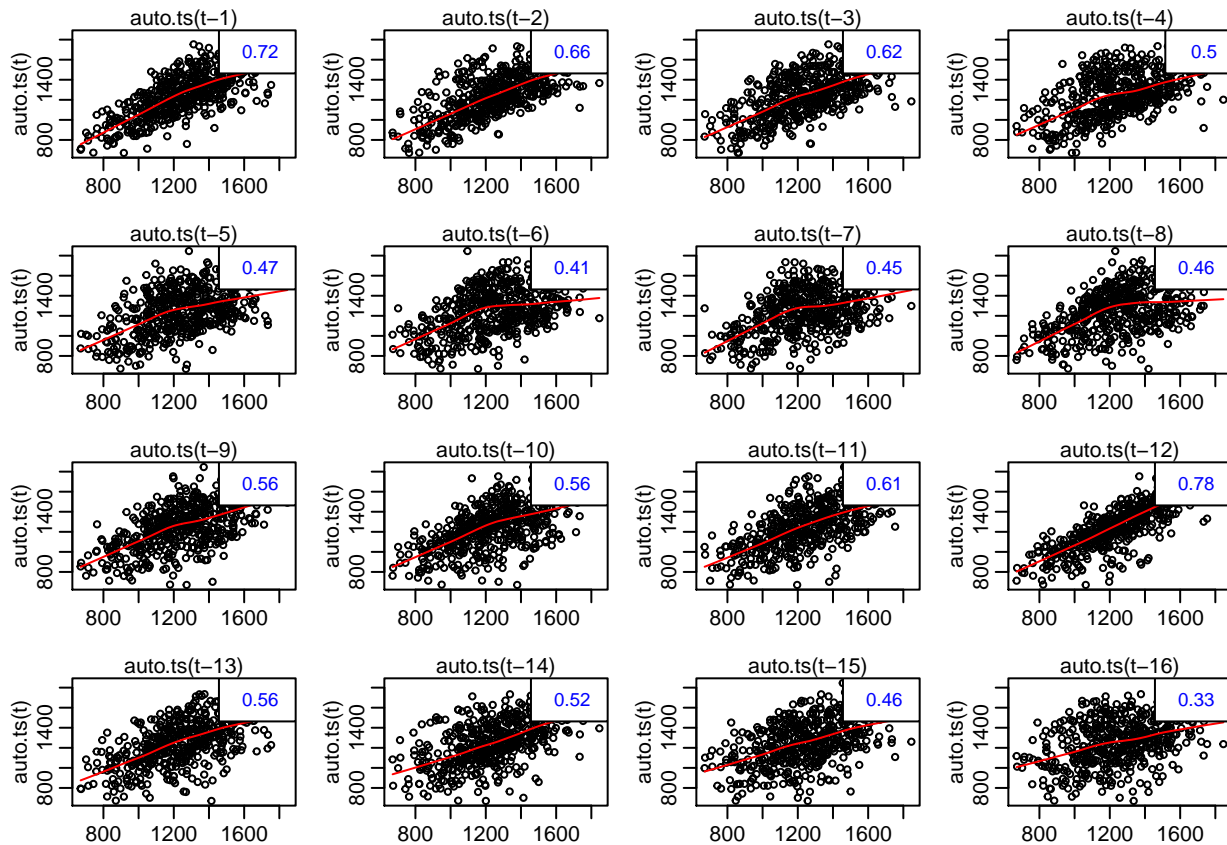 auto.ts(t−1) auto.ts(t−2) auto.ts(t−3) auto.ts(t−4)
0.72 0.66 0.62 0.5
auto.ts(t) auto.ts(t) auto.ts(t) auto.ts(t)
1400 1400 1400 1400
800 800 800 800
800 1200 1600 800 1200 1600 800 1200 1600 800 1200 1600
auto.ts(t−5) auto.ts(t−6) auto.ts(t−7) auto.ts(t−8)
0.47 0.41 0.45 0.46
auto.ts(t) auto.ts(t) auto.ts(t) auto.ts(t)
1400 1400 1400 1400
800 800 800 800
800 1200 1600 800 1200 1600 800 1200 1600 800 1200 1600
auto.ts(t−9) auto.ts(t−10) auto.ts(t−11) auto.ts(t−12)
0.56 0.56 0.61 0.78
auto.ts(t) auto.ts(t) auto.ts(t) auto.ts(t)
1400 1400 1400 1400
800 800 800 800
800 1200 1600 800 1200 1600 800 1200 1600 800 1200 1600
auto.ts(t−13) auto.ts(t−14) auto.ts(t−15) auto.ts(t−16)
0.56 0.52 0.46 0.33
auto.ts(t) auto.ts(t) auto.ts(t) auto.ts(t)
1400 1400 1400 1400
800 800 800 800
800 1200 1600 800 1200 1600 800 1200 1600 800 1200 1600